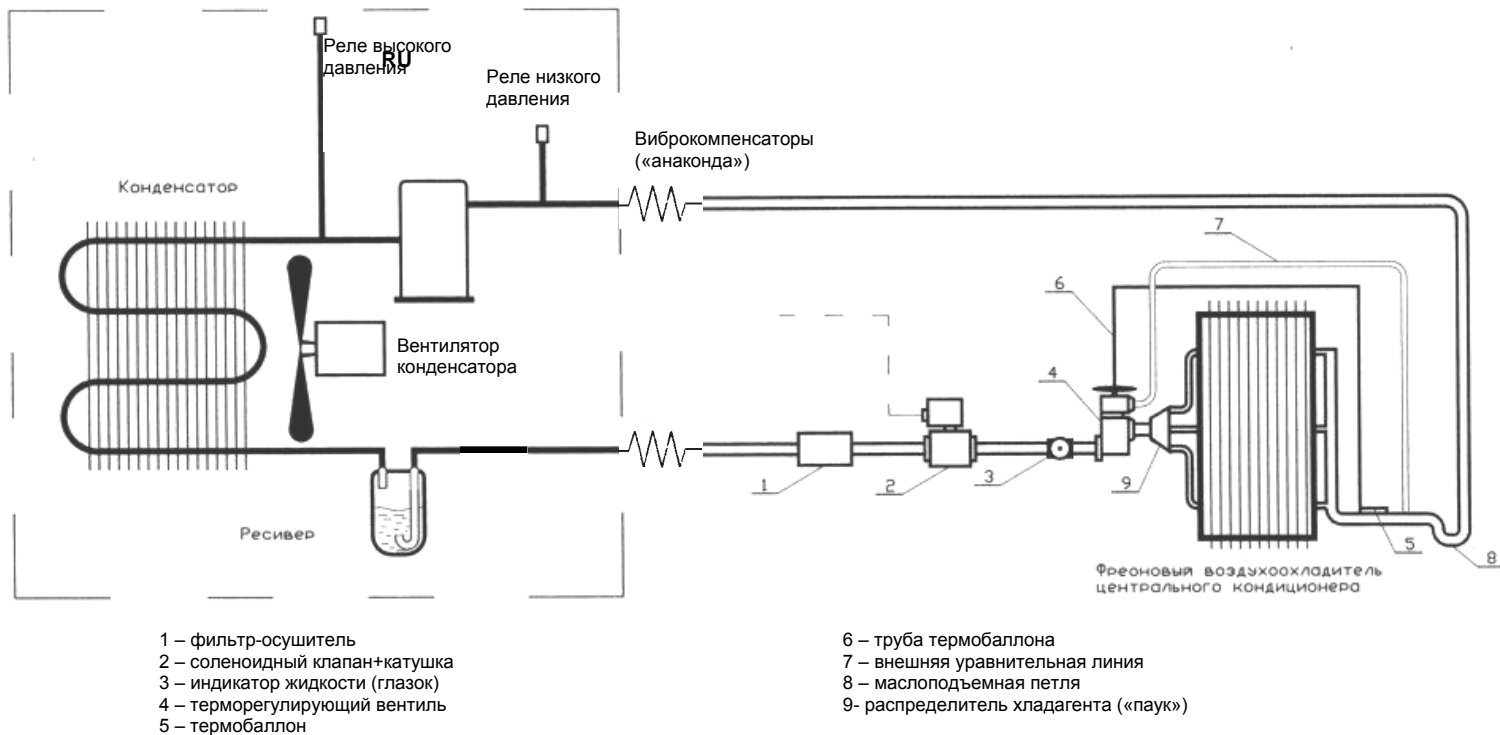 Реле высокого
давления
RU
Реле низкого
давления
Виброкомпенсаторы
(«анаконда»)
Конденсатор
7
6
Вентилятор
конденсатора
4
1
2
3
9
Ресивер
5
8
Фреоновый воздухоохладитель
центрального кондиционера
1 – фильтр-осушитель
2 – соленоидный клапан+катушка
3 – индикатор жидкости (глазок)
4 – терморегулирующий вентиль
5 – термобаллон
6 – труба термобаллона
7 – внешняя уравнительная линия
8 – маслоподъемная петля
9- распределитель хладагента («паук»)